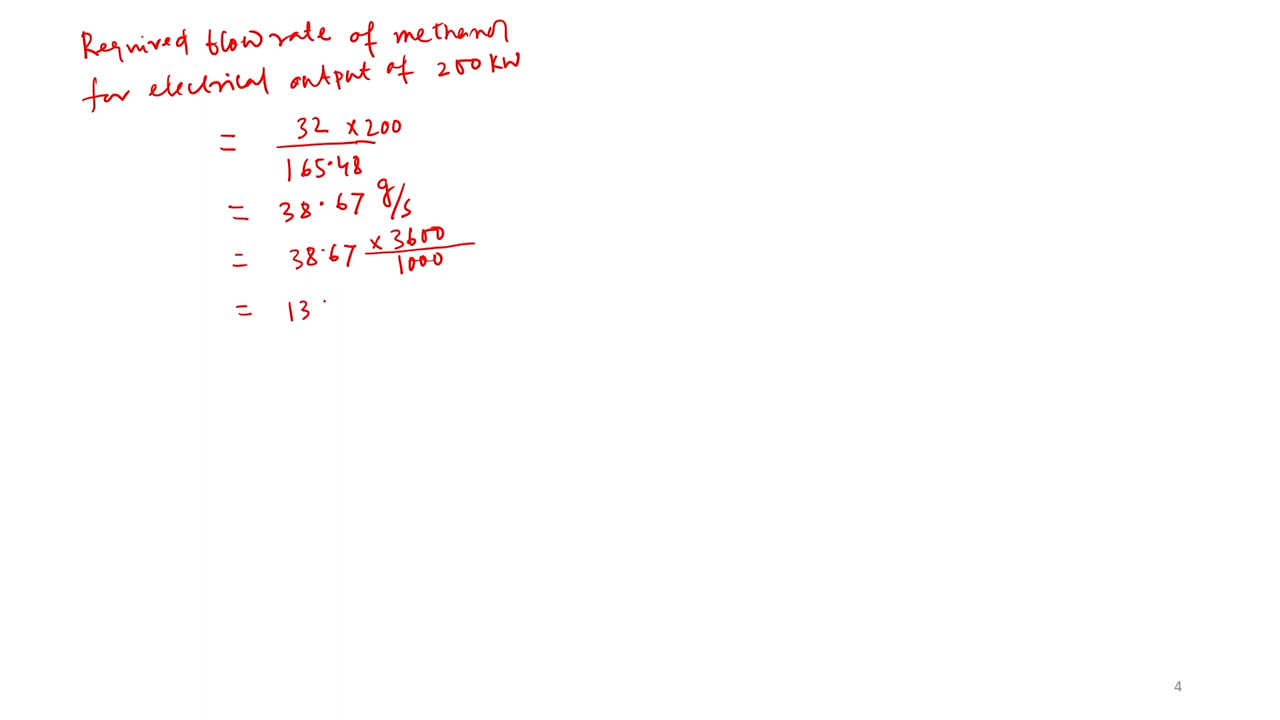 Required flow rate of methanol
for electrical output of 200 kW
= 32 × 200 / 165.48
= 38.67 g/s
= 38.67 × 3600 / 1000
= 13.
4